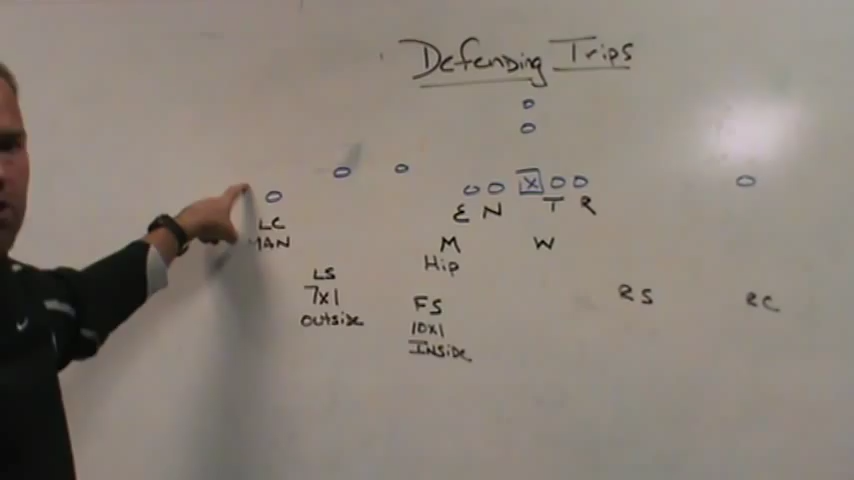 Defending Trips
X
E N T R
LC
MAN
M W
Hip
LS
7x1
outside
FS
10x1
Inside
RS RC